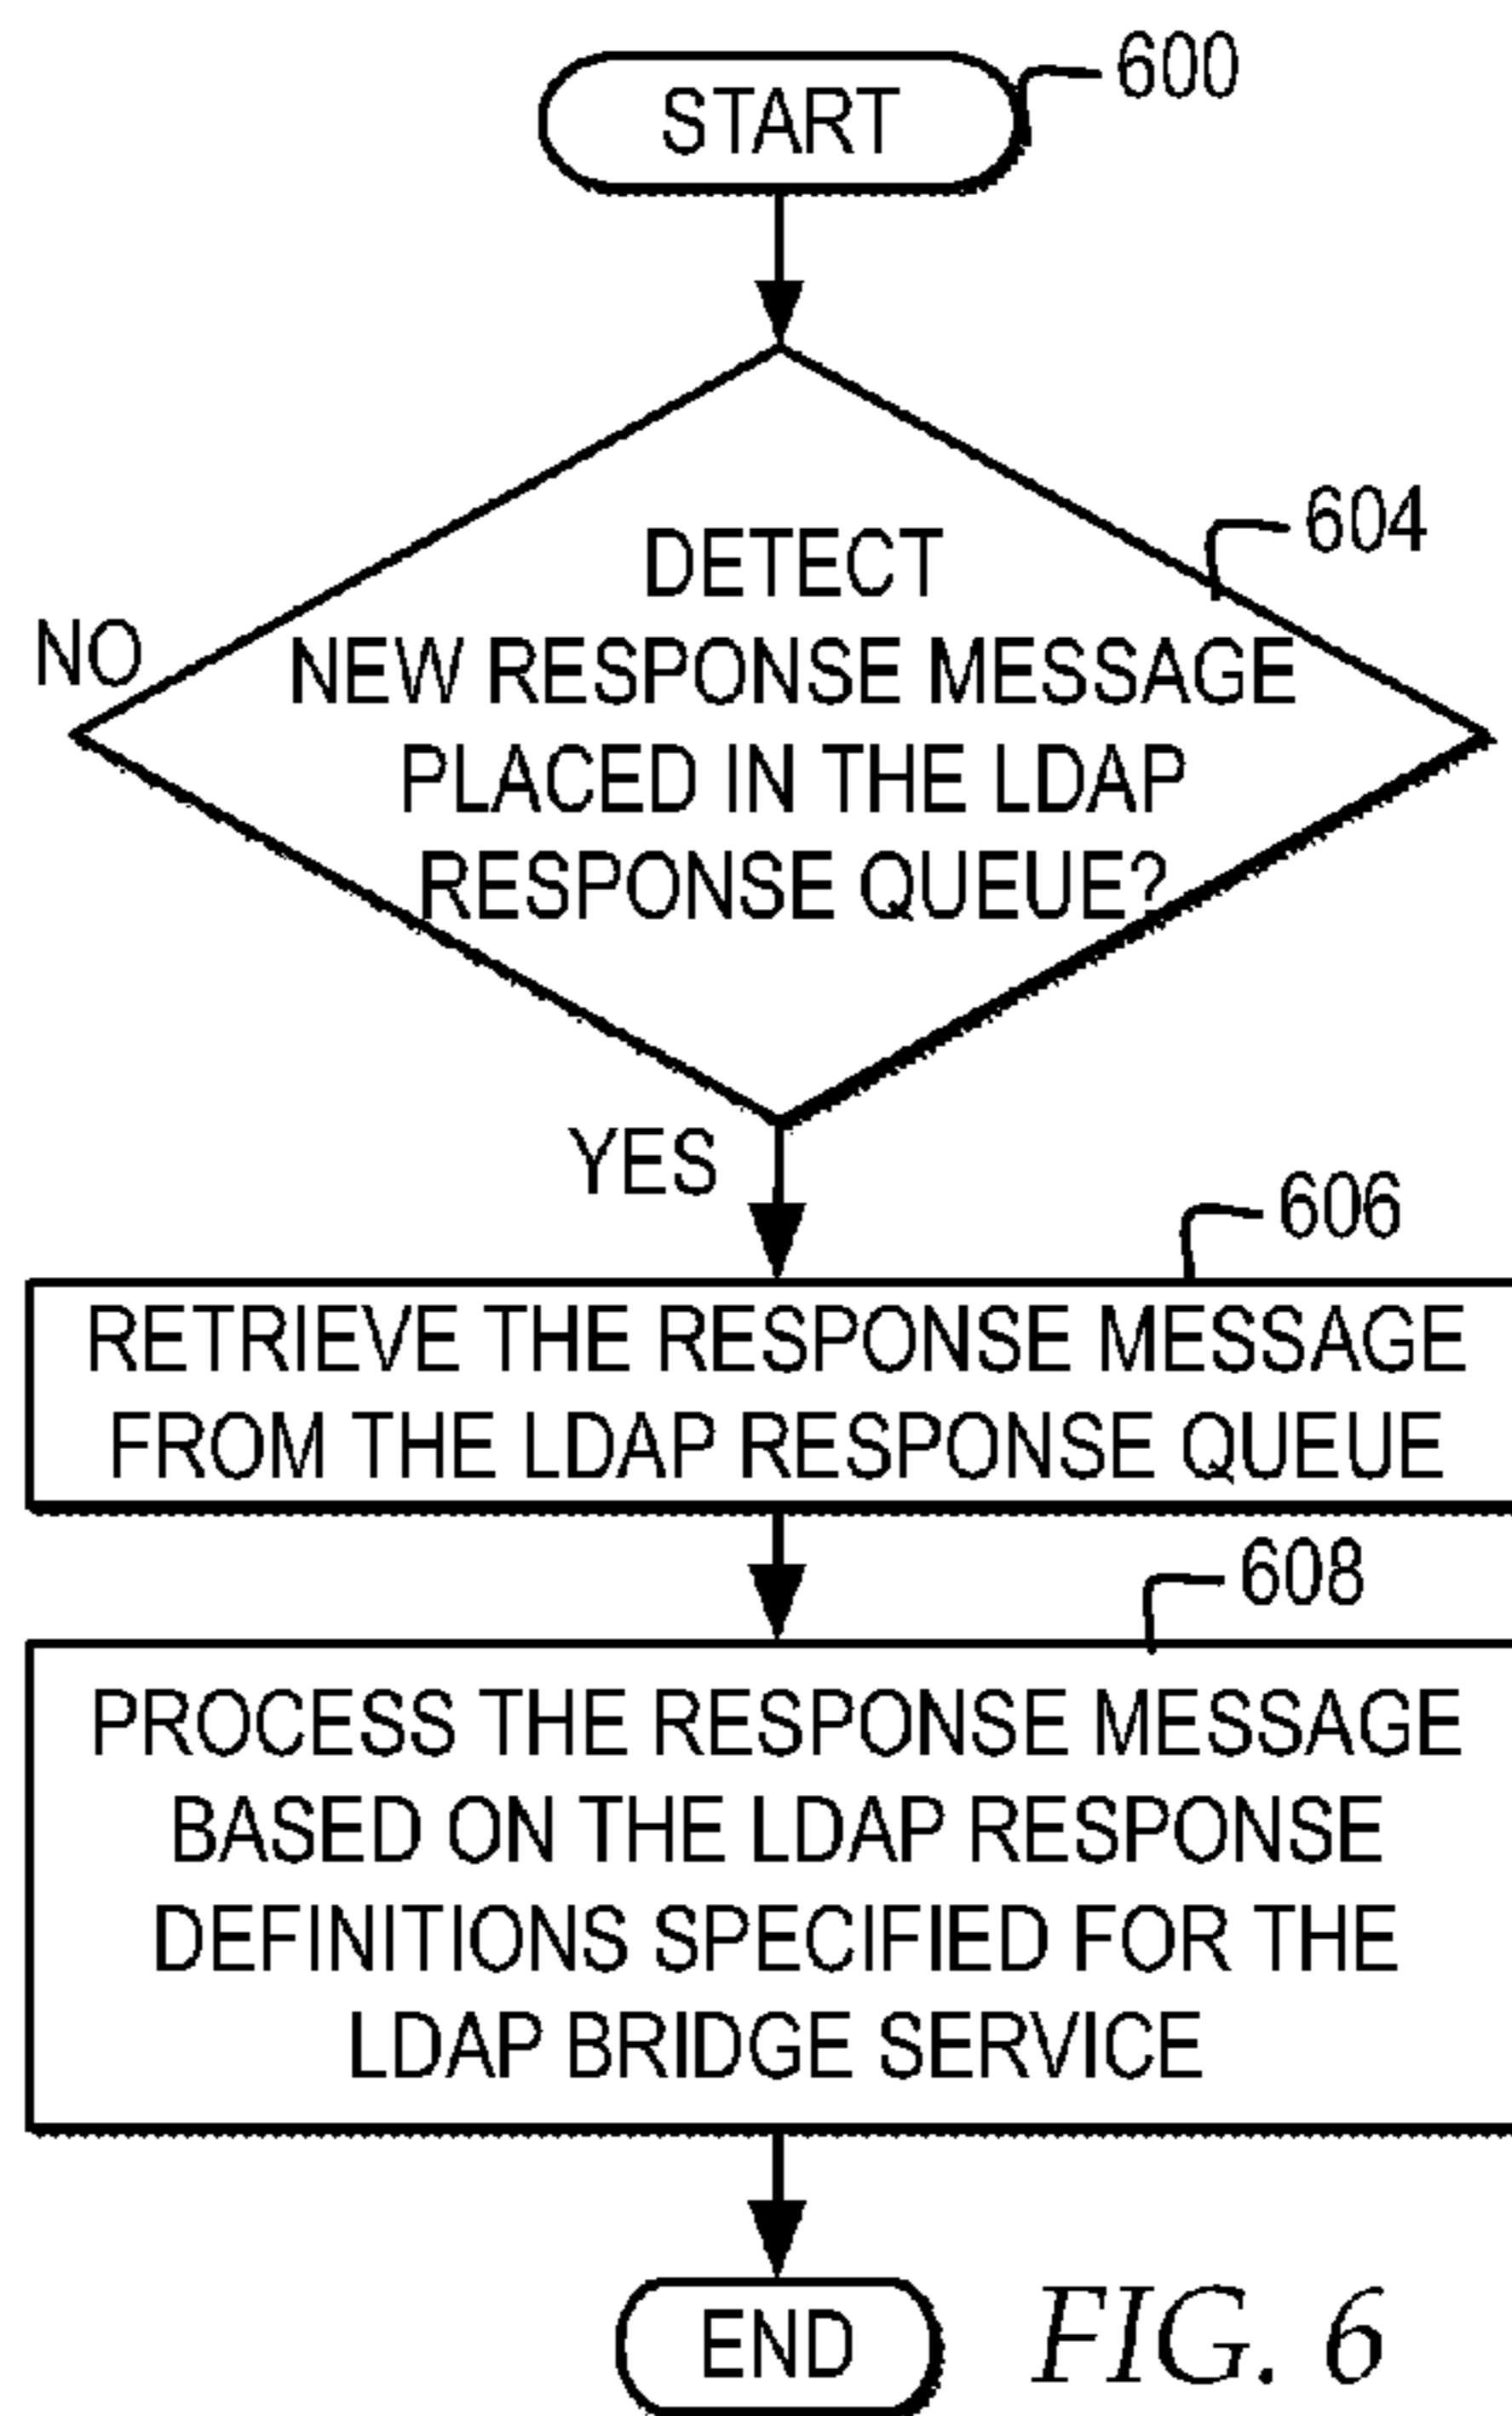 600
START
604
DETECT
NEW RESPONSE MESSAGE
PLACED IN THE LDAP
RESPONSE QUEUE?
NO
YES
606
RETRIEVE THE RESPONSE MESSAGE
FROM THE LDAP RESPONSE QUEUE
608
PROCESS THE RESPONSE MESSAGE
BASED ON THE LDAP RESPONSE
DEFINITIONS SPECIFIED FOR THE
LDAP BRIDGE SERVICE
END
FIG. 6